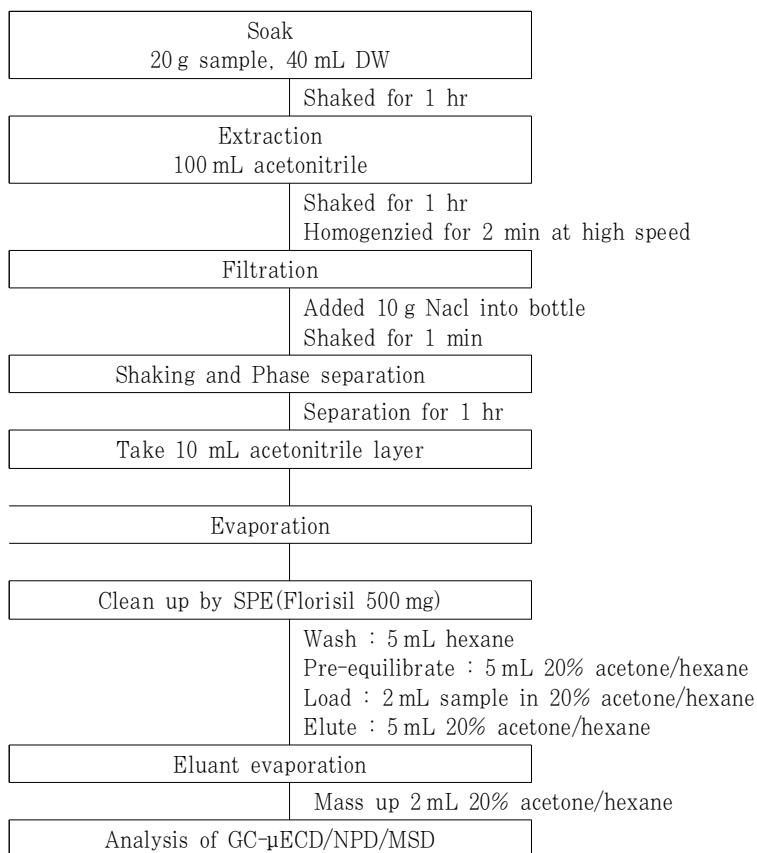 Soak
20 g sample, 40 mL DW
Shaked for 1 hr
Extraction
100 mL acetonitrile
Shaked for 1 hr
Homogenzied for 2 min at high speed
Filtration
Added 10 g Nacl into bottle
Shaked for 1 min
Shaking and Phase separation
Separation for 1 hr
Take 10 mL acetonitrile layer
Evaporation
Clean up by SPE(Florisil 500 mg)
Wash : 5 mL hexane
Pre-equilibrate : 5 mL 20% acetone/hexane
Load : 2 mL sample in 20% acetone/hexane
Elute : 5 mL 20% acetone/hexane
Eluant evaporation
Mass up 2 mL 20% acetone/hexane
Analysis of GC-μECD/NPD/MSD